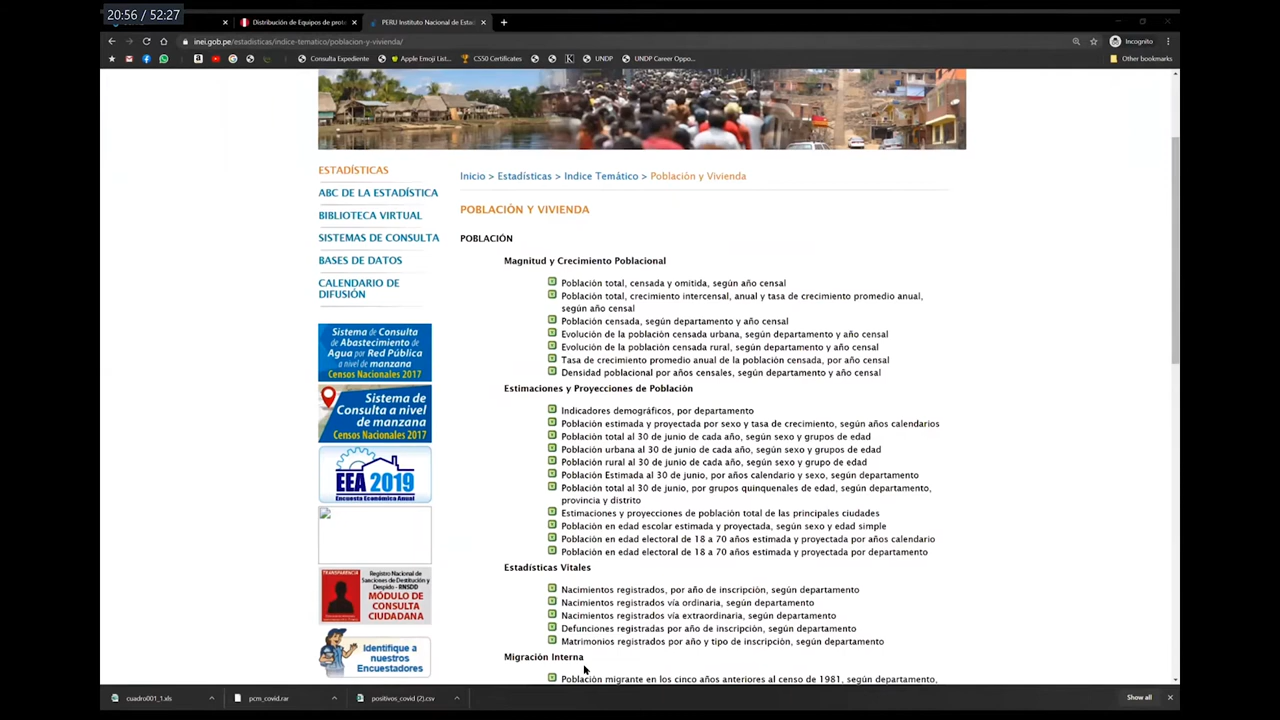 20:56 / 52:27
Distribución de Equipos de prot
PERU Instituto Nacional de Esta
inei.gob.pe/estadisticas/indice-tematico/poblacion-y-vivienda/
Incognito
Consulta Expediente
Apple Emoji List...
CS50 Certificates
UNDP
UNDP Career Oppo...
Other bookmarks
ESTADÍSTICAS
ABC DE LA ESTADÍSTICA
BIBLIOTECA VIRTUAL
SISTEMAS DE CONSULTA
BASES DE DATOS
CALENDARIO DE
DIFUSIÓN
Sistema de Consulta
de Abastecimiento de
Agua por Red Pública
a nivel de manzana
Censos Nacionales 2017
Sistema de
Consulta a nivel
de manzana
Censos Nacionales 2017
EEA 2019
Encuesta Económica Anual
TRANSPARENCIA
Registro Nacional de
Sanciones de Destitución y
Despido - RNSDD
MÓDULO DE
CONSULTA
CIUDADANA
Identifique a
nuestros
Encuestadores
Inicio > Estadísticas > Indice Temático > Población y Vivienda
POBLACIÓN Y VIVIENDA
POBLACIÓN
Magnitud y Crecimiento Poblacional
Población total, censada y omitida, según año censal
Población total, crecimiento intercensal, anual y tasa de crecimiento promedio anual,
según año censal
Población censada, según departamento y año censal
Evolución de la población censada urbana, según departamento y año censal
Evolución de la población censada rural, según departamento y año censal
Tasa de crecimiento promedio anual de la población censada, por año censal
Densidad poblacional por años censales, según departamento y año censal
Estimaciones y Proyecciones de Población
Indicadores demográficos, por departamento
Población estimada y proyectada por sexo y tasa de crecimiento, según años calendarios
Población total al 30 de junio de cada año, según sexo y grupos de edad
Población urbana al 30 de junio de cada año, según sexo y grupos de edad
Población rural al 30 de junio de cada año, según sexo y grupo de edad
Población Estimada al 30 de junio, por años calendario y sexo, según departamento
Población total al 30 de junio, por grupos quinquenales de edad, según departamento,
provincia y distrito
Estimaciones y proyecciones de población total de las principales ciudades
Población en edad escolar estimada y proyectada, según sexo y edad simple
Población en edad electoral de 18 a 70 años estimada y proyectada por años calendario
Población en edad electoral de 18 a 70 años estimada y proyectada por departamento
Estadísticas Vitales
Nacimientos registrados, por año de inscripción, según departamento
Nacimientos registrados vía ordinaria, según departamento
Nacimientos registrados vía extraordinaria, según departamento
Defunciones registradas por año de inscripción, según departamento
Matrimonios registrados por año y tipo de inscripción, según departamento
Migración Interna
Población migrante en los cinco años anteriores al censo de 1981, según departamento,
cuadro001_1.xls
pcm_covid.rar
positivos_covid (2).csv
Show all